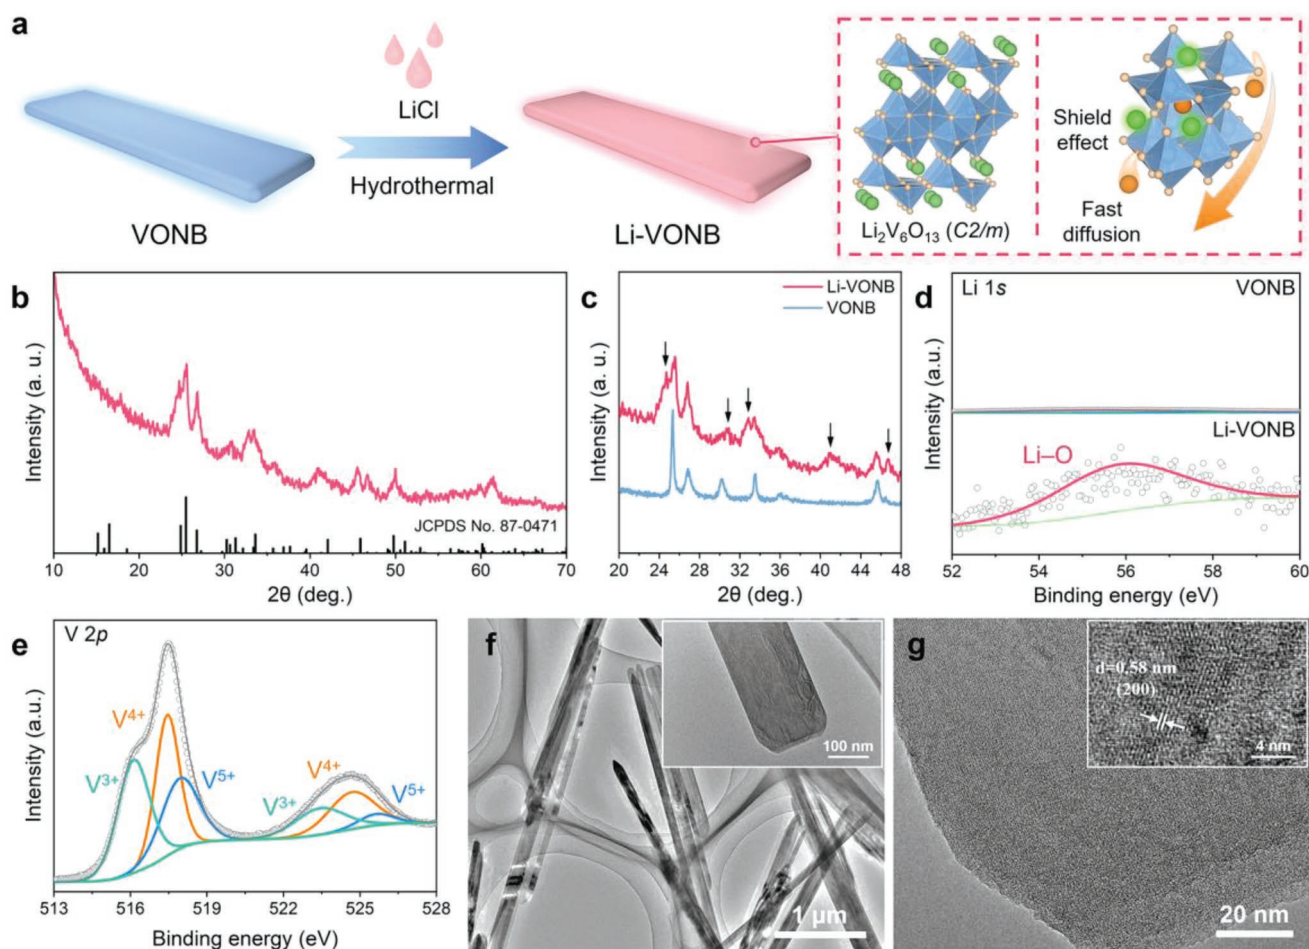 a
LiCl
Hydrothermal
VONB
Li-VONB
Li₂V₆O₁₃ (C2/m)
Shield
effect
Fast
diffusion
b
Intensity (a. u.)
JCPDS No. 87-0471
10 20 30 40 50 60 70
2θ (deg.)
c
Intensity (a. u.)
Li-VONB
VONB
20 24 28 32 36 40 44 48
2θ (deg.)
d
Intensity (a.u.)
Li 1s
VONB
Li-VONB
Li–O
52 54 56 58 60
Binding energy (eV)
e
Intensity (a.u.)
V 2p
V⁴⁺
V³⁺
V⁵⁺
V³⁺
V⁴⁺
V⁵⁺
513 516 519 522 525 528
Binding energy (eV)
f
100 nm
1 μm
g
d=0.58 nm
(200)
4 nm
20 nm